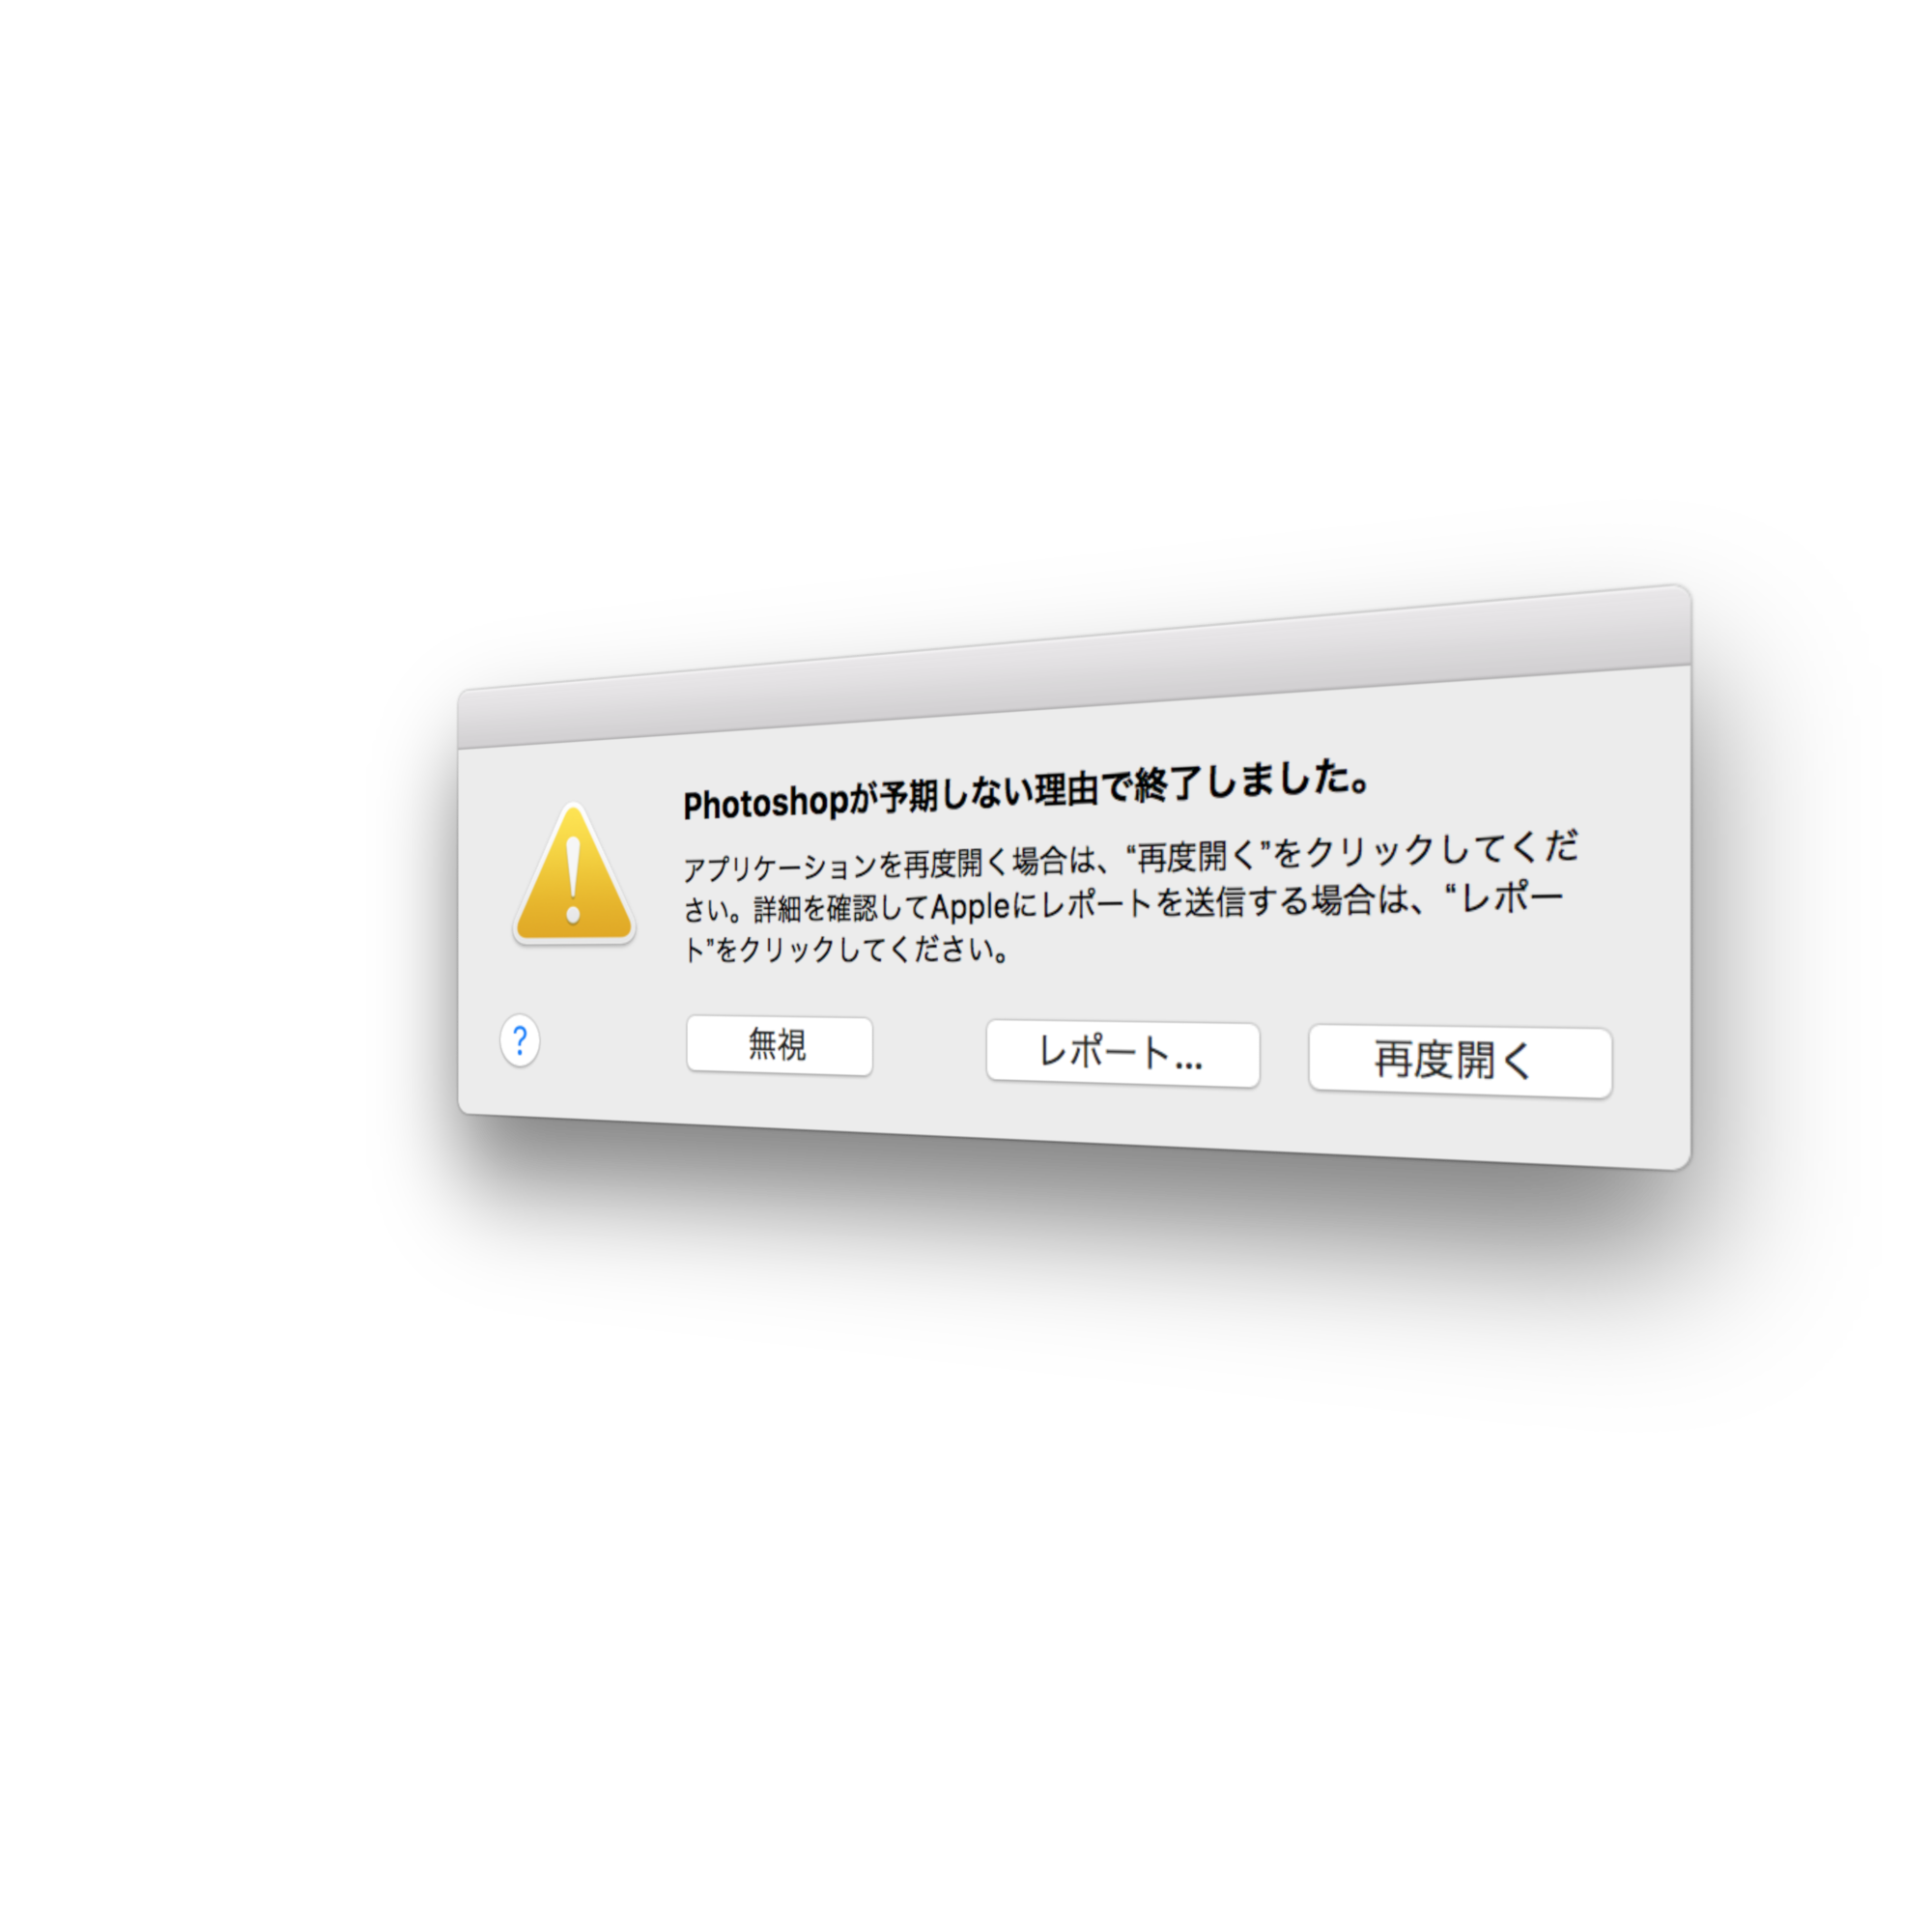 Photoshopが予期しない理由で終了しました。
アプリケーションを再度開く場合は、“再度開く”をクリックしてくだ
さい。詳細を確認してAppleにレポートを送信する場合は、“レポー
ト”をクリックしてください。
?
無視
レポート...
再度開く